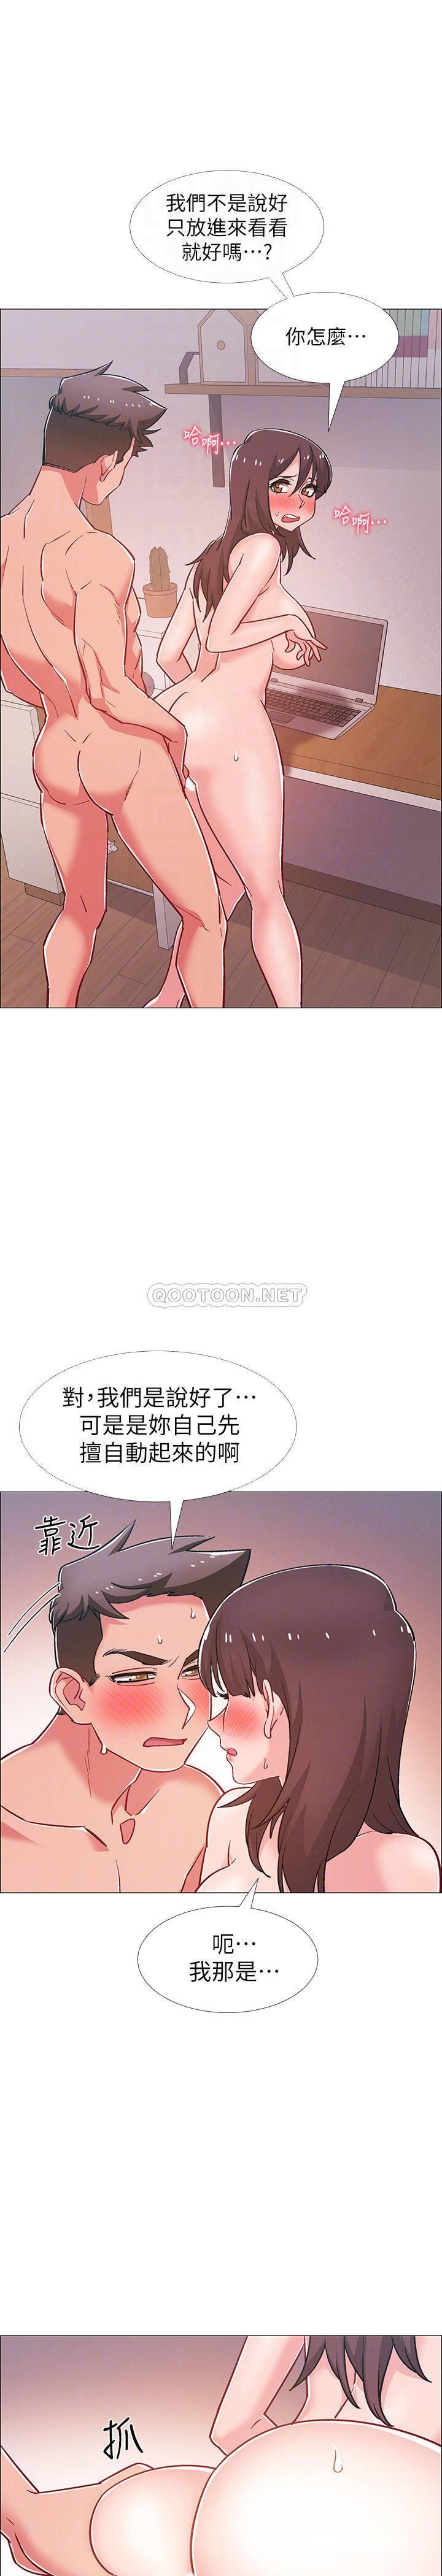 我們不是說好
只放進來看看
就好嗎⋯?
你怎麼⋯
哈啊⋯
哈啊⋯
QOOTOON.NET
對，我們是說好了⋯
可是是妳自己先
擅自動起來的啊
靠近
呃⋯
我那是⋯
抓